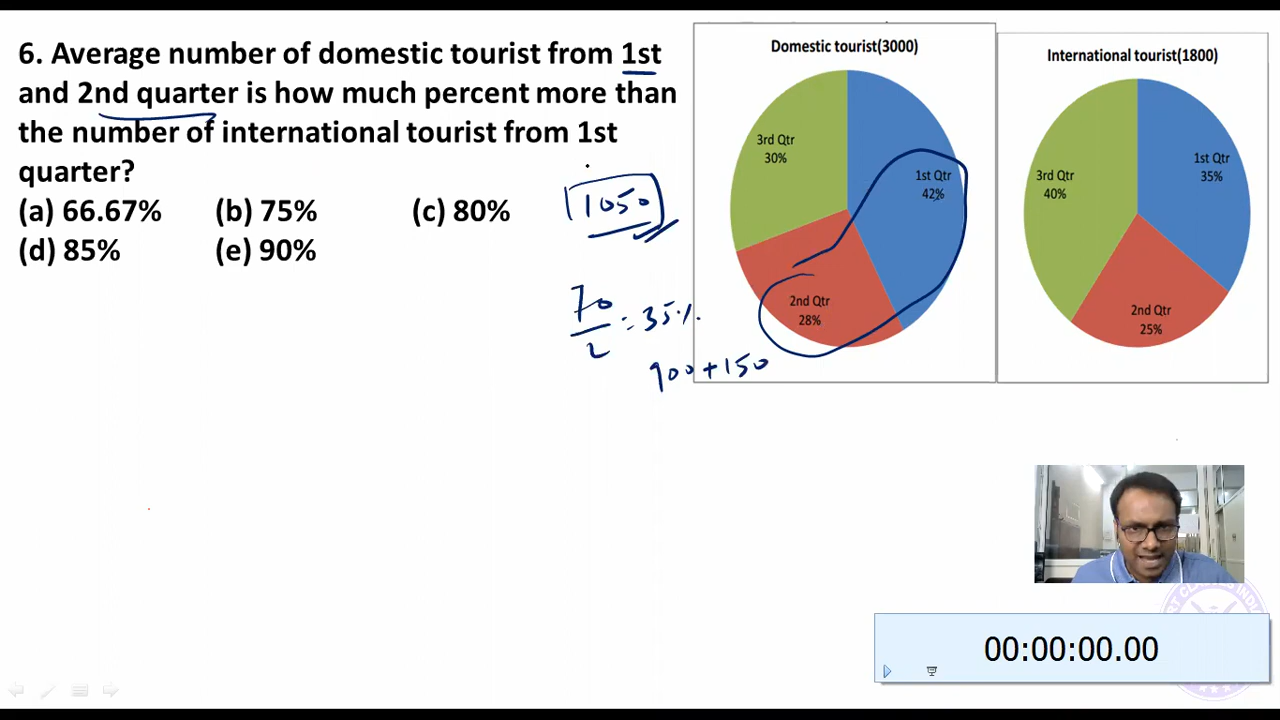 6. Average number of domestic tourist from 1st
and 2nd quarter is how much percent more than
the number of international tourist from 1st
quarter?
(a) 66.67% (b) 75% (c) 80%
(d) 85% (e) 90%
1050
70
2
= 35%
900+150
Domestic tourist(3000)
3rd Qtr
30%
1st Qtr
42%
2nd Qtr
28%
International tourist(1800)
3rd Qtr
40%
1st Qtr
35%
2nd Qtr
25%
00:00:00.00